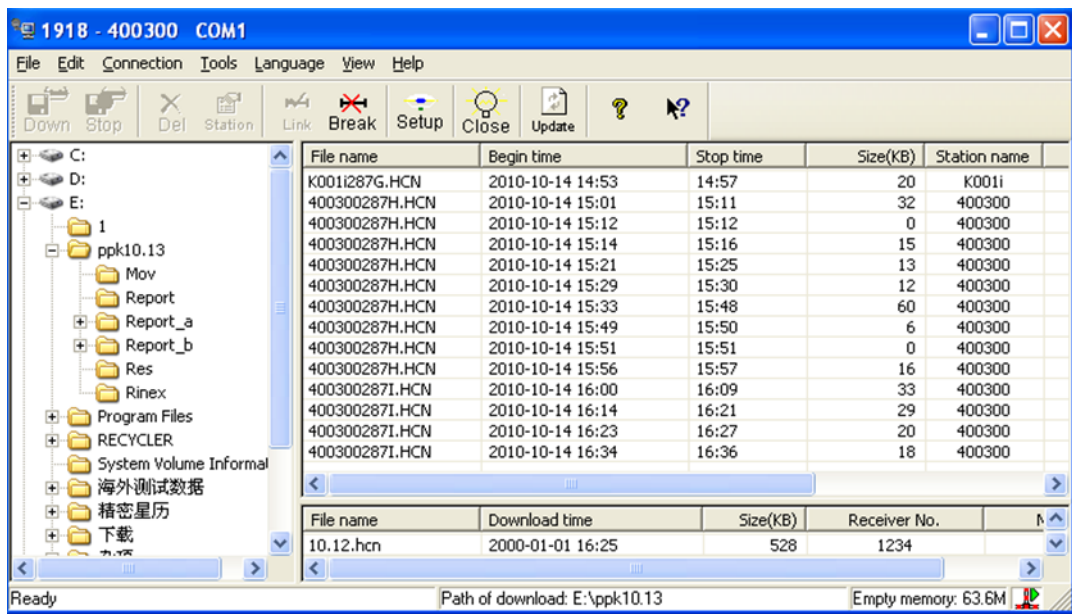 1918 - 400300 COM1
File Edit Connection Tools Language View Help
Down Stop Del Station Link Break Setup Close Update
C:
D:
E:
1
ppk10.13
Mov
Report
Report_a
Report_b
Res
Rinex
Program Files
RECYCLER
System Volume Informa
海外测试数据
精密星历
下载
File name Begin time Stop time Size(KB) Station name
K001i287G.HCN 2010-10-14 14:53 14:57 20 K001i
400300287H.HCN 2010-10-14 15:01 15:11 32 400300
400300287H.HCN 2010-10-14 15:12 15:12 0 400300
400300287H.HCN 2010-10-14 15:14 15:16 15 400300
400300287H.HCN 2010-10-14 15:21 15:25 13 400300
400300287H.HCN 2010-10-14 15:29 15:30 12 400300
400300287H.HCN 2010-10-14 15:33 15:48 60 400300
400300287H.HCN 2010-10-14 15:49 15:50 6 400300
400300287H.HCN 2010-10-14 15:51 15:51 0 400300
400300287H.HCN 2010-10-14 15:56 15:57 16 400300
400300287I.HCN 2010-10-14 16:00 16:09 33 400300
400300287I.HCN 2010-10-14 16:14 16:21 29 400300
400300287I.HCN 2010-10-14 16:23 16:27 20 400300
400300287I.HCN 2010-10-14 16:34 16:36 18 400300
File name Download time Size(KB) Receiver No.
10.12.hcn 2000-01-01 16:25 528 1234
Ready Path of download: E:\ppk10.13 Empty memory: 63.6M